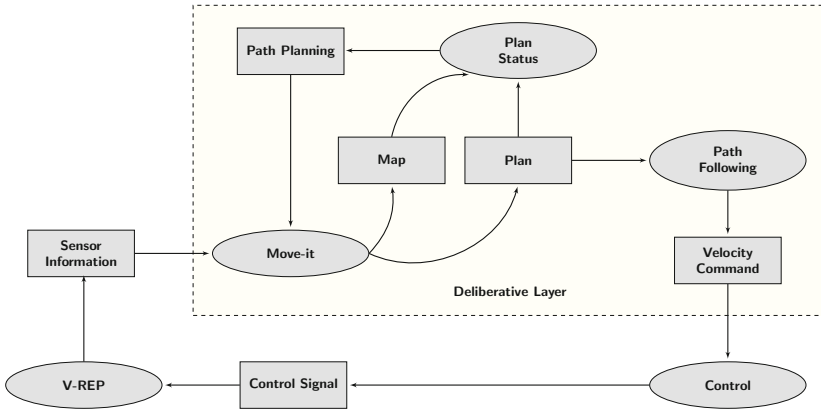 Path Planning
Plan
Status
Map
Plan
Path
Following
Sensor
Information
Move-it
Velocity
Command
Deliberative Layer
V-REP
Control Signal
Control